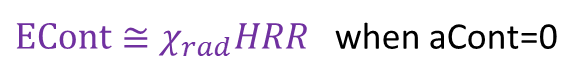 ECont ≅ χ_rad HRR when aCont=0